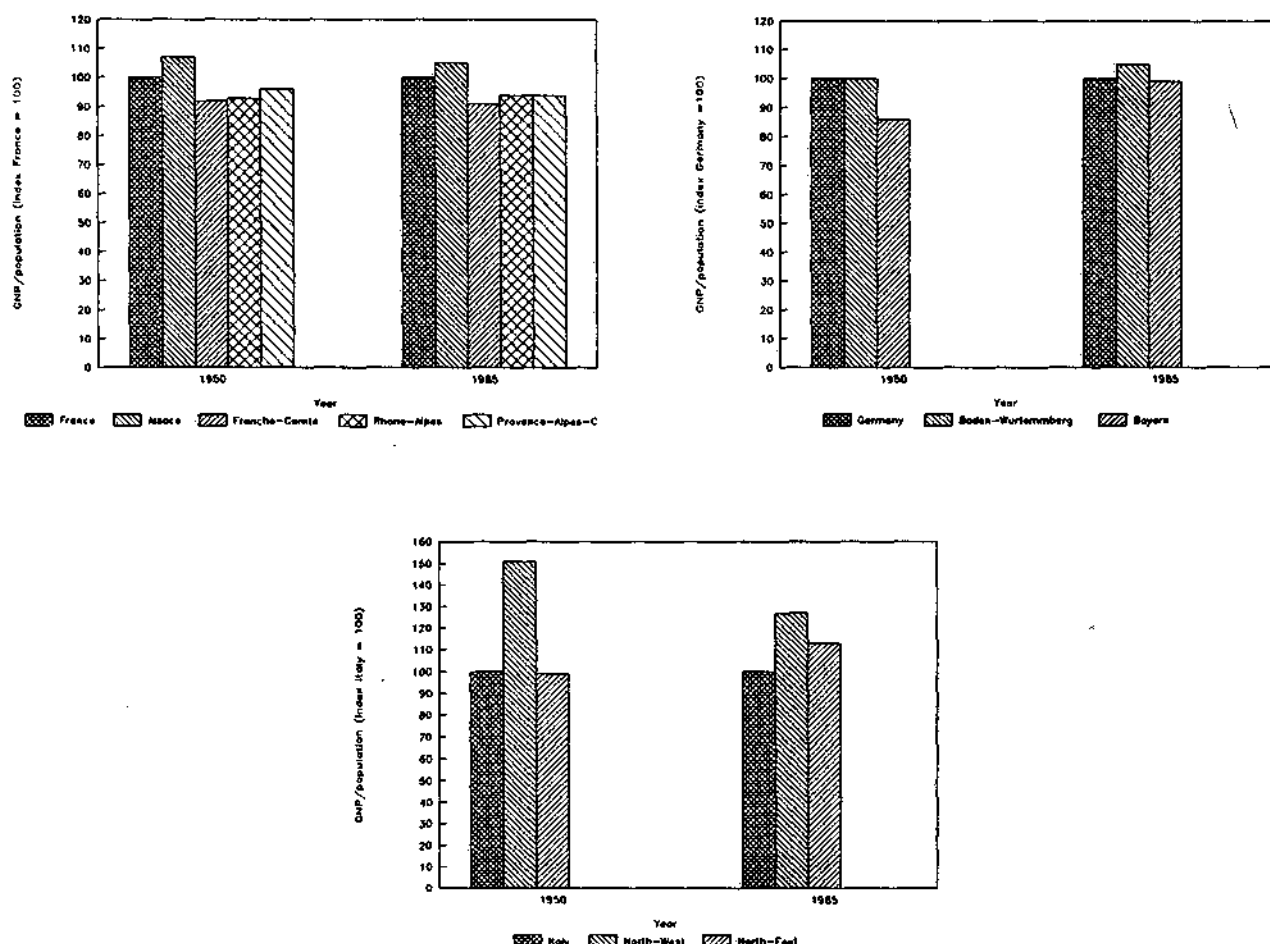 GNP/population (Index France = 100)
120
110
100
90
80
70
60
50
40
30
20
10
0
1950
1985
Year
France
Alsace
Franche-Comte
Rhone-Alpes
Provence-Alpes-C
GNP/population (index Germany =100)
120
110
100
90
80
70
60
50
40
30
20
10
0
1950
1985
Year
Germany
Baden-Wurtemmberg
Bayern
GNP/population (Index Italy = 100)
160
150
140
130
120
110
100
90
80
70
60
50
40
30
20
10
0
1950
1985
Year
Italy
North-West
North-East